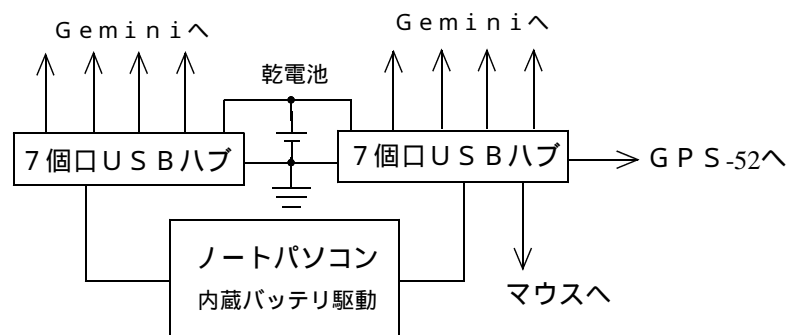 Ｇｅｍｉｎｉへ
Ｇｅｍｉｎｉへ
乾電池
７個口ＵＳＢハブ
７個口ＵＳＢハブ
ＧＰＳ-52へ
ノートパソコン
内蔵バッテリ駆動
マウスへ